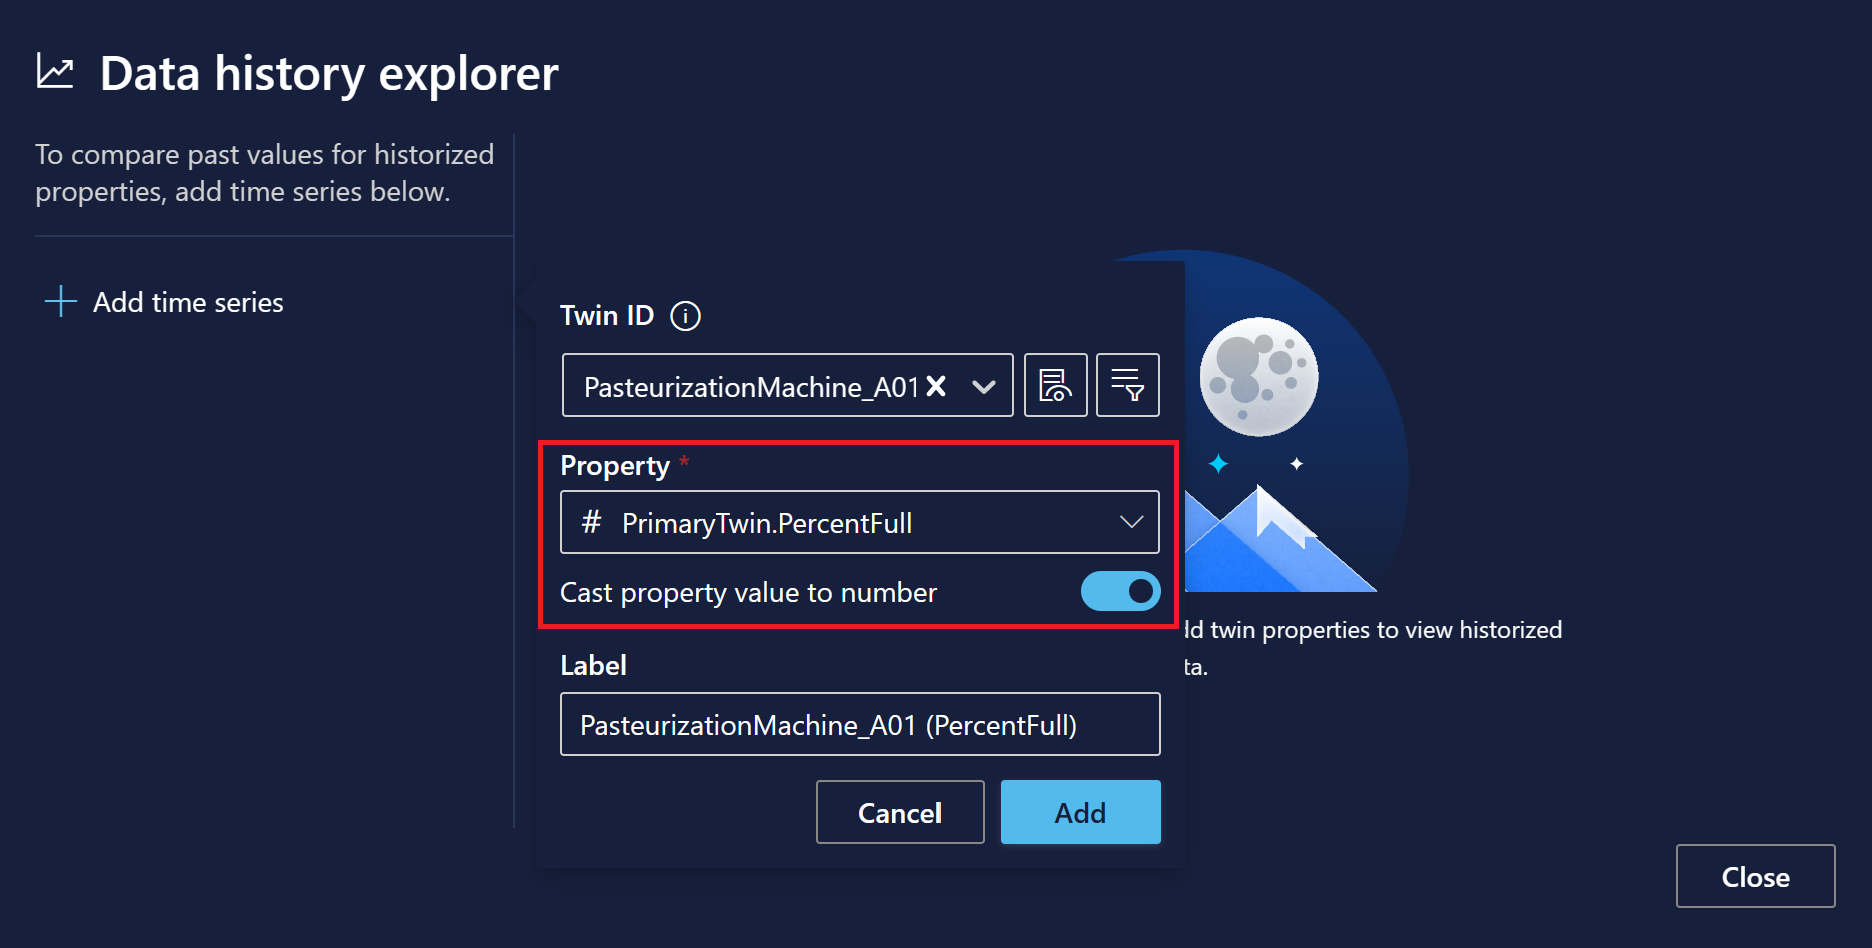 Data history explorer
To compare past values for historized
properties, add time series below.
Add time series
Twin ID
PasteurizationMachine_A01
Property *
# PrimaryTwin.PercentFull
Cast property value to number
twin properties to view historized
Label
PasteurizationMachine_A01 (PercentFull)
Cancel
Add
Close